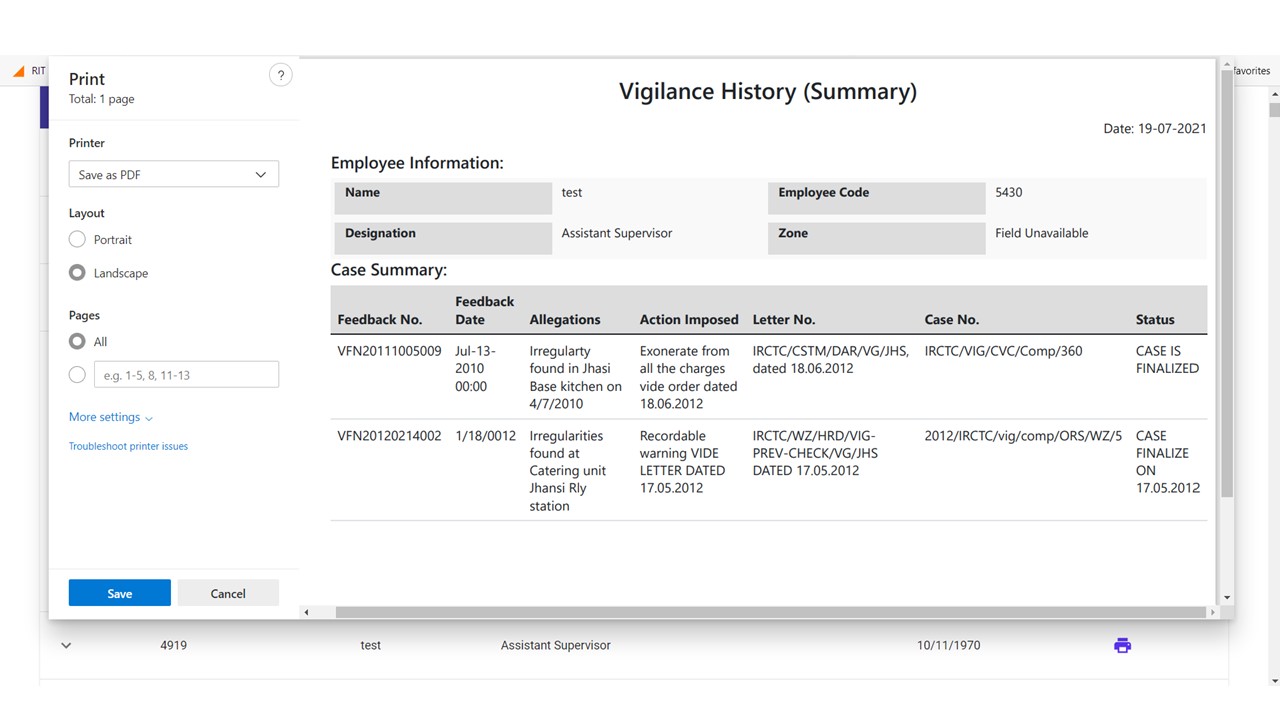 RIT
favorites
Print
Total: 1 page
?
Printer
Save as PDF
Layout
Portrait
Landscape
Pages
All
e.g. 1-5, 8, 11-13
More settings
Troubleshoot printer issues
Save
Cancel
Vigilance History (Summary)
Date: 19-07-2021
Employee Information:
Name test Employee Code 5430
Designation Assistant Supervisor Zone Field Unavailable
Case Summary:
Feedback
Feedback No. Date Allegations Action Imposed Letter No. Case No. Status
VFN20111005009 Jul-13- Irregularty Exonerate from IRCTC/CSTM/DAR/VG/JHS, IRCTC/VIG/CVC/Comp/360 CASE IS
2010 found in Jhasi all the charges dated 18.06.2012 FINALIZED
00:00 Base kitchen on vide order dated
4/7/2010 18.06.2012
VFN20120214002 1/18/0012 Irregularities Recordable IRCTC/WZ/HRD/VIG- 2012/IRCTC/vig/comp/ORS/WZ/5 CASE
found at warning VIDE PREV-CHECK/VG/JHS FINALIZE
Catering unit LETTER DATED DATED 17.05.2012 ON
Jhansi Rly 17.05.2012 17.05.2012
station
4919 test Assistant Supervisor 10/11/1970